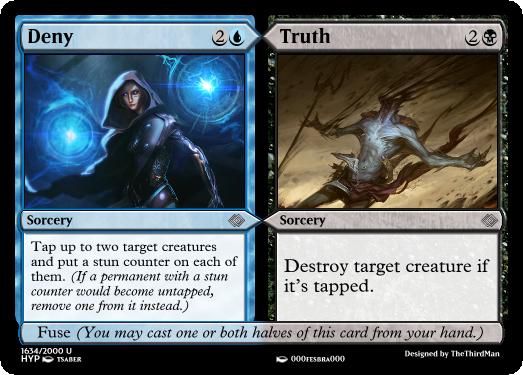 Deny
2
Sorcery
Tap up to two target creatures
and put a stun counter on each of
them. (If a permanent with a stun
counter would become untapped,
remove one from it instead.)
Truth
2
Sorcery
Destroy target creature if
it's tapped.
Fuse (You may cast one or both halves of this card from your hand.)
1634/2000 U
HYP TSABER
000FESBRA000
Designed by TheThirdMan